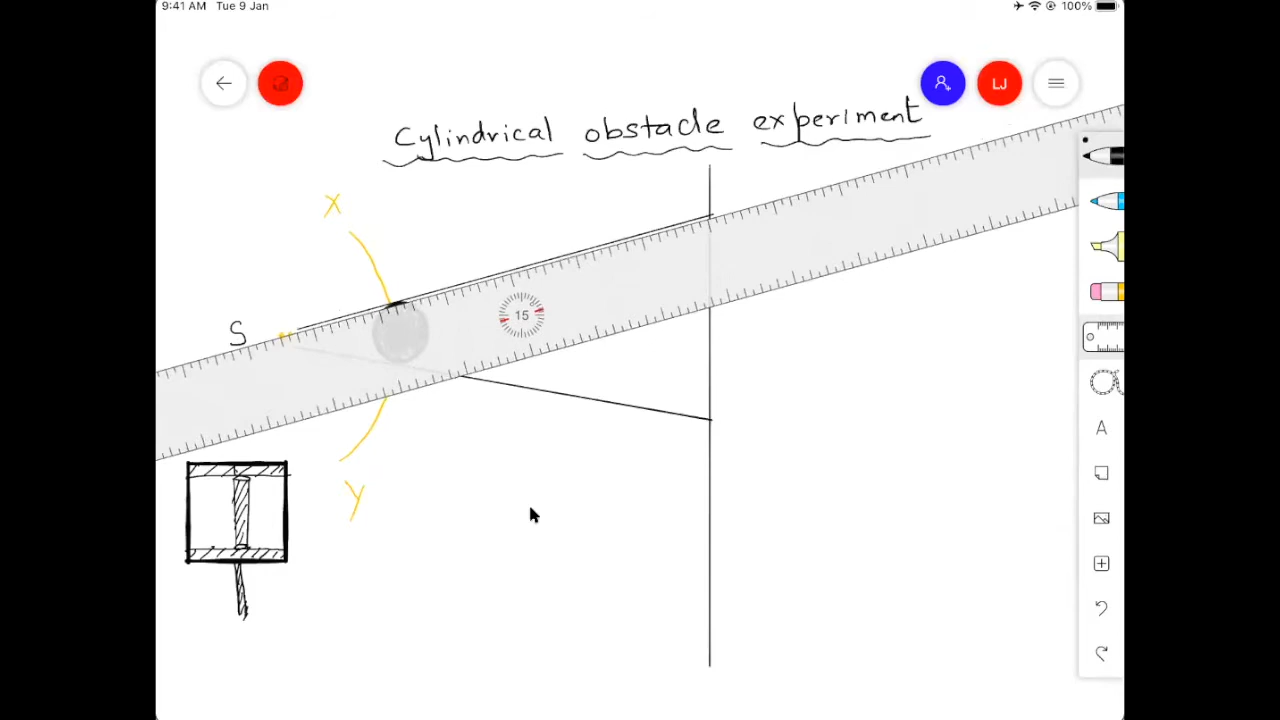 9:41 AM Tue 9 Jan
100%
LJ
Cylindrical obstacle experiment
X
S
15
y
A